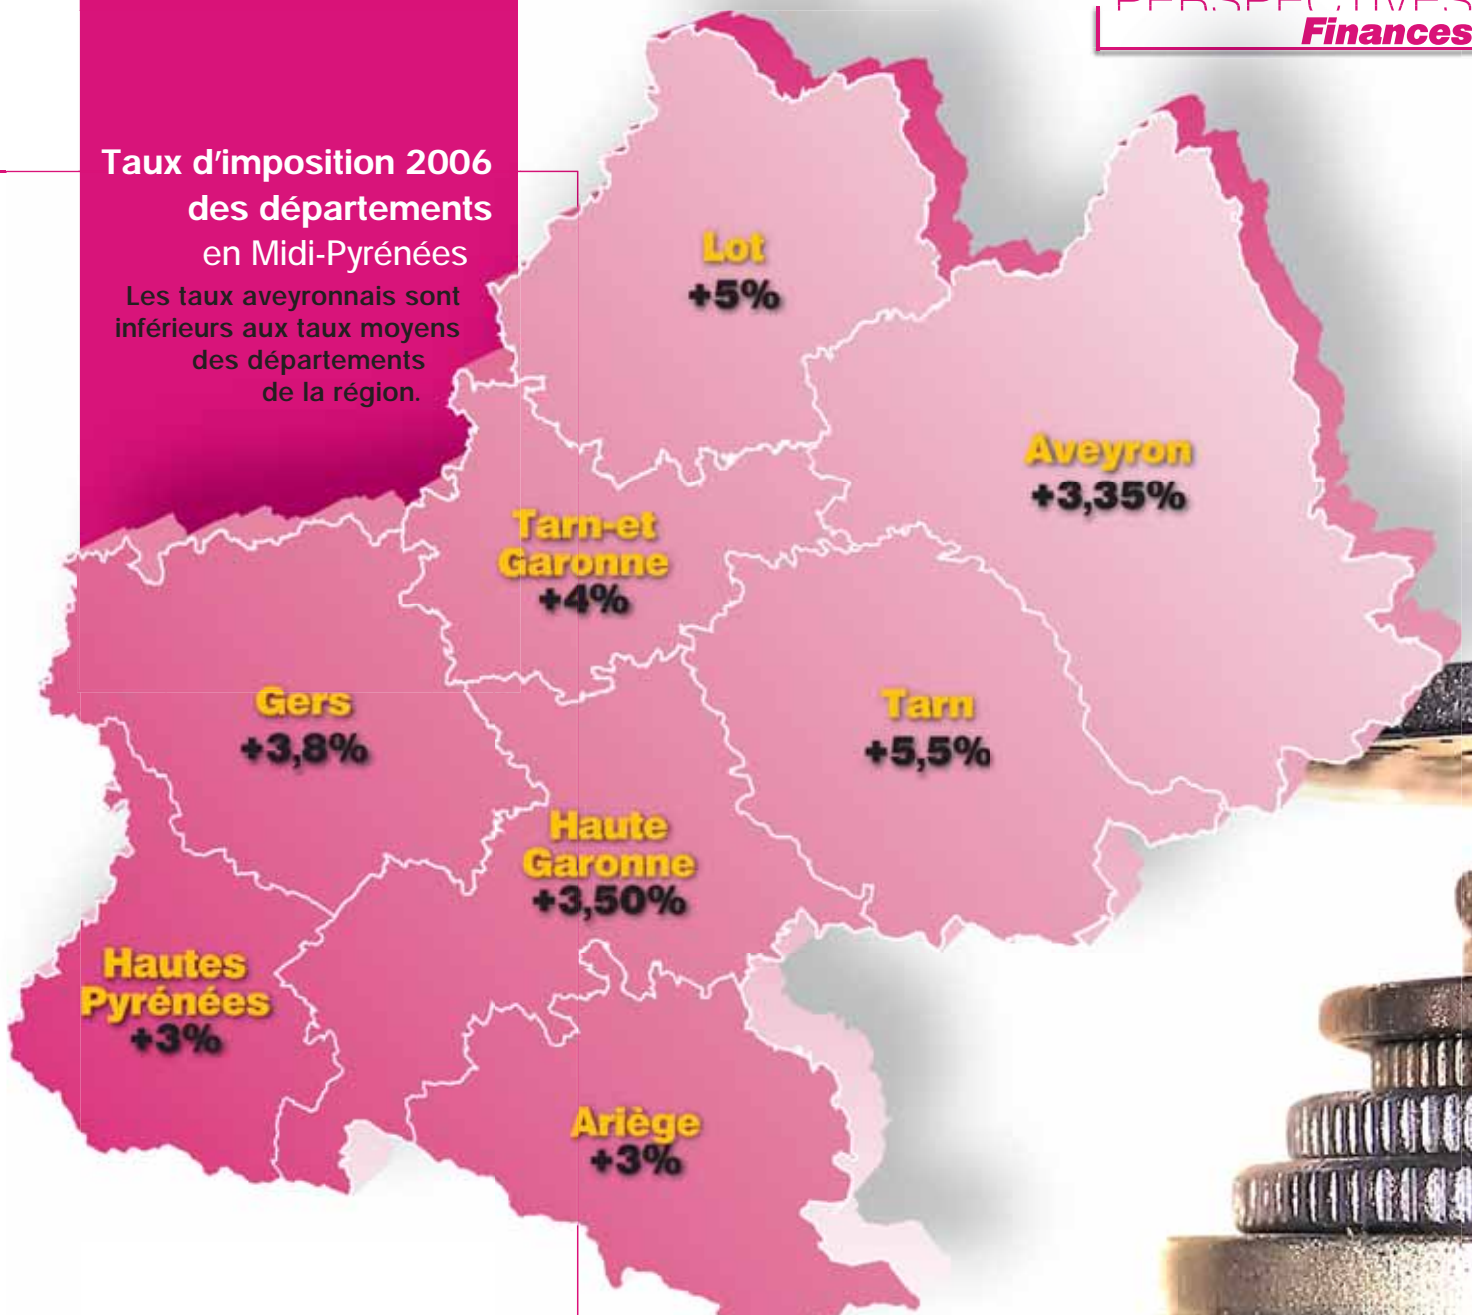 PERSPECTIVES
Finances
Taux d'imposition 2006
des départements
en Midi-Pyrénées
Les taux aveyronnais sont
inférieurs aux taux moyens
des départements
de la région.
Lot
+5%
Aveyron
+3,35%
Tarn-et
Garonne
+4%
Gers
+3,8%
Tarn
+5,5%
Haute
Garonne
+3,50%
Hautes
Pyrénées
+3%
Ariège
+3%